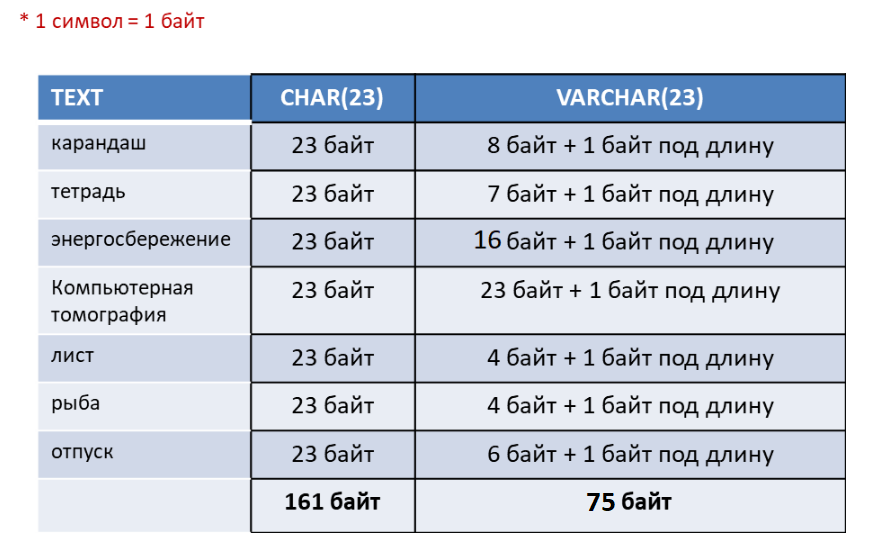 * 1 символ = 1 байт
TEXT CHAR(23) VARCHAR(23)
карандаш 23 байт 8 байт + 1 байт под длину
тетрадь 23 байт 7 байт + 1 байт под длину
энергосбережение 23 байт 16 байт + 1 байт под длину
Компьютерная 23 байт 23 байт + 1 байт под длину
томография
лист 23 байт 4 байт + 1 байт под длину
рыба 23 байт 4 байт + 1 байт под длину
отпуск 23 байт 6 байт + 1 байт под длину
161 байт 75 байт